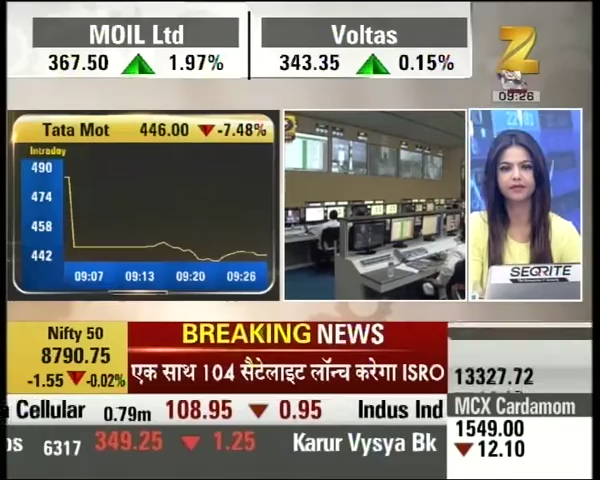 MOIL Ltd
367.50 1.97%
Voltas
343.35 0.15%
Z
09:26
Tata Mot 446.00 -7.48%
Intraday
490
474
458
442
09:07 09:13 09:20 09:26
SEQRITE
Nifty 50
8790.75
-1.55 -0.02%
BREAKING NEWS
एक साथ 104 सैटेलाइट लॉन्च करेगा ISRO
13327.72
Cellular 0.79m 108.95 0.95 Indus Ind
6317 349.25 1.25 Karur Vysya Bk
MCX Cardamom
1549.00
12.10